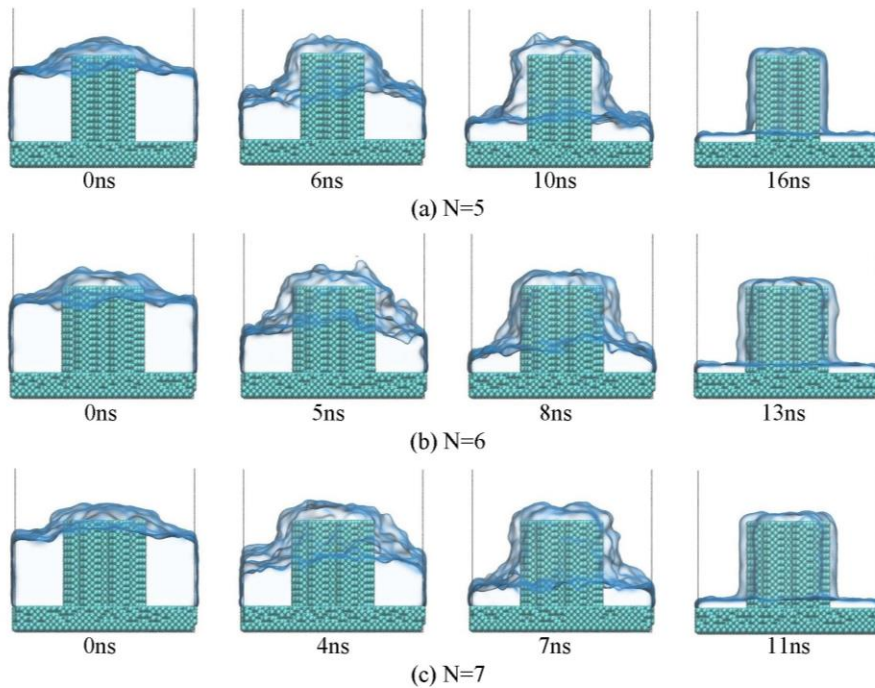 0ns 6ns 10ns 16ns
(a) N=5
0ns 5ns 8ns 13ns
(b) N=6
0ns 4ns 7ns 11ns
(c) N=7